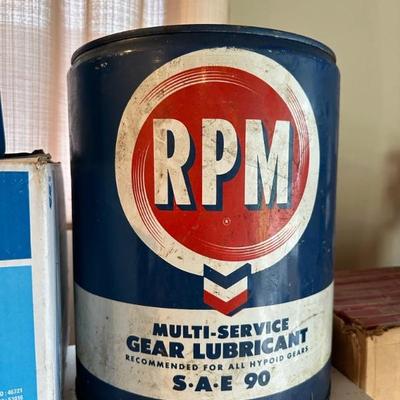 RPM
MULTI-SERVICE
GEAR LUBRICANT
RECOMMENDED FOR ALL HYPOID GEARS
S·A·E 90